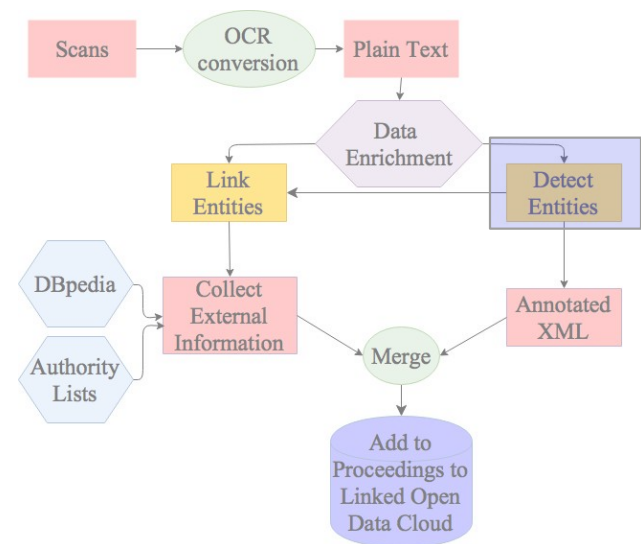 Scans
OCR
conversion
Plain Text
Data
Enrichment
Link
Entities
Detect
Entities
DBpedia
Collect
External
Information
Annotated
XML
Authority
Lists
Merge
Add to
Proceedings to
Linked Open
Data Cloud